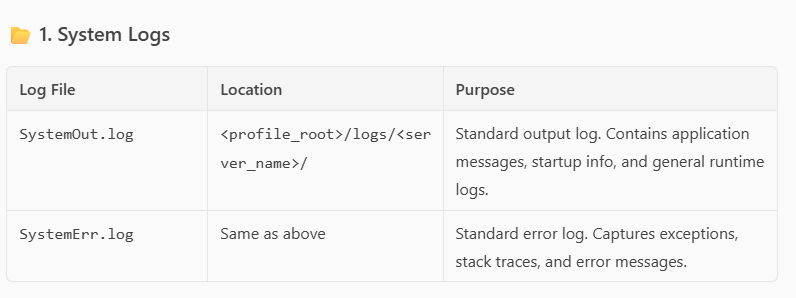 1. System Logs
Log File Location Purpose
SystemOut.log <profile_root>/logs/<ser Standard output log. Contains application
ver_name>/ messages, startup info, and general runtime
logs.
SystemErr.log Same as above Standard error log. Captures exceptions,
stack traces, and error messages.